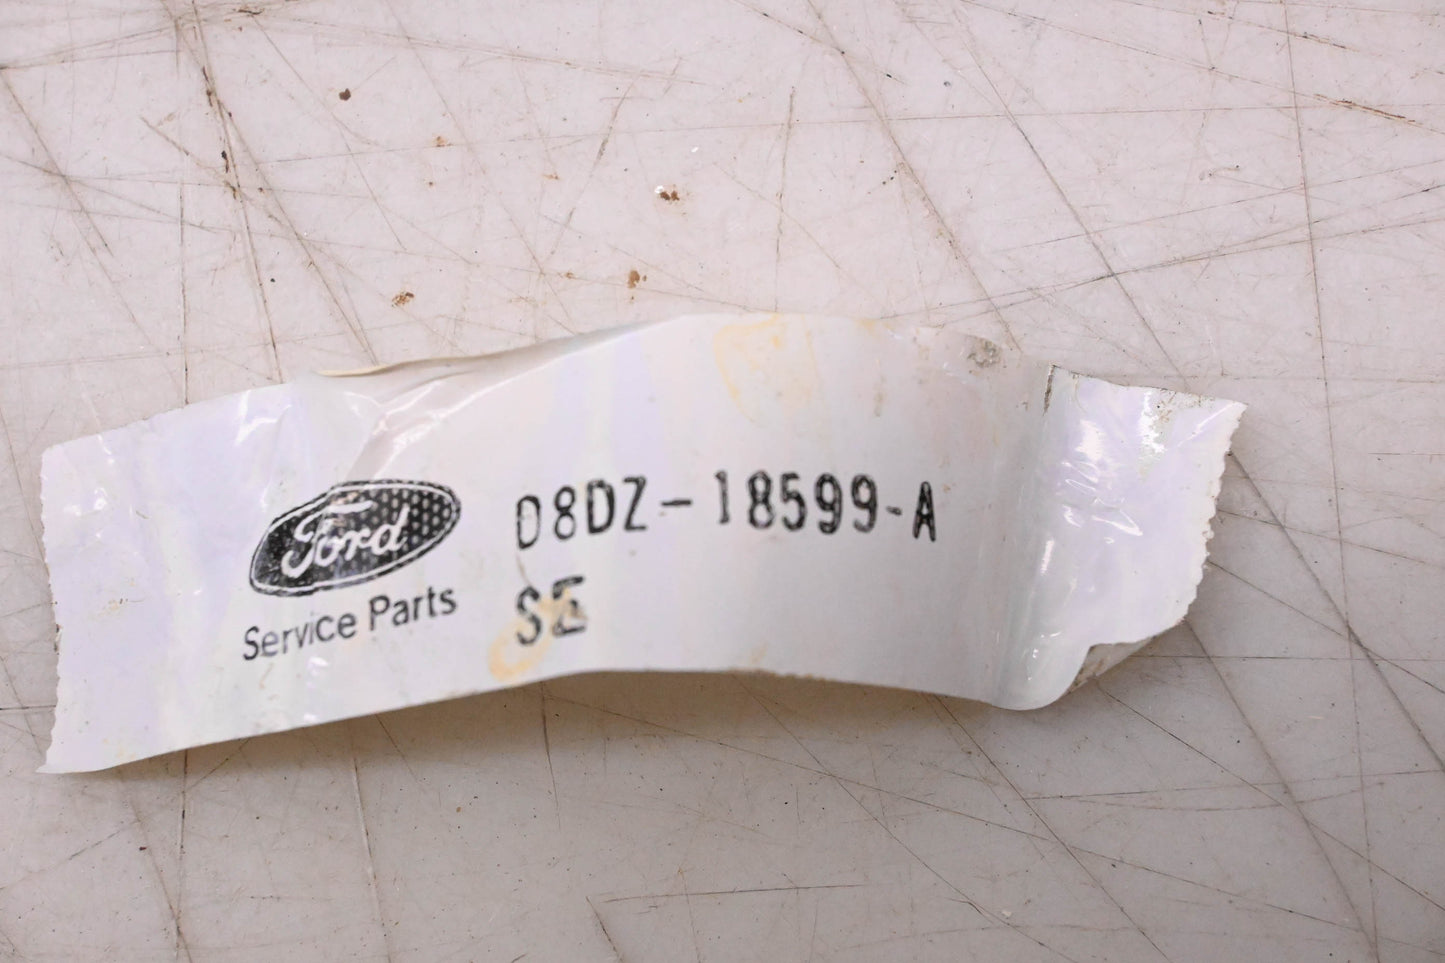 Ford
Service Parts
D8DZ-18599-A
SE